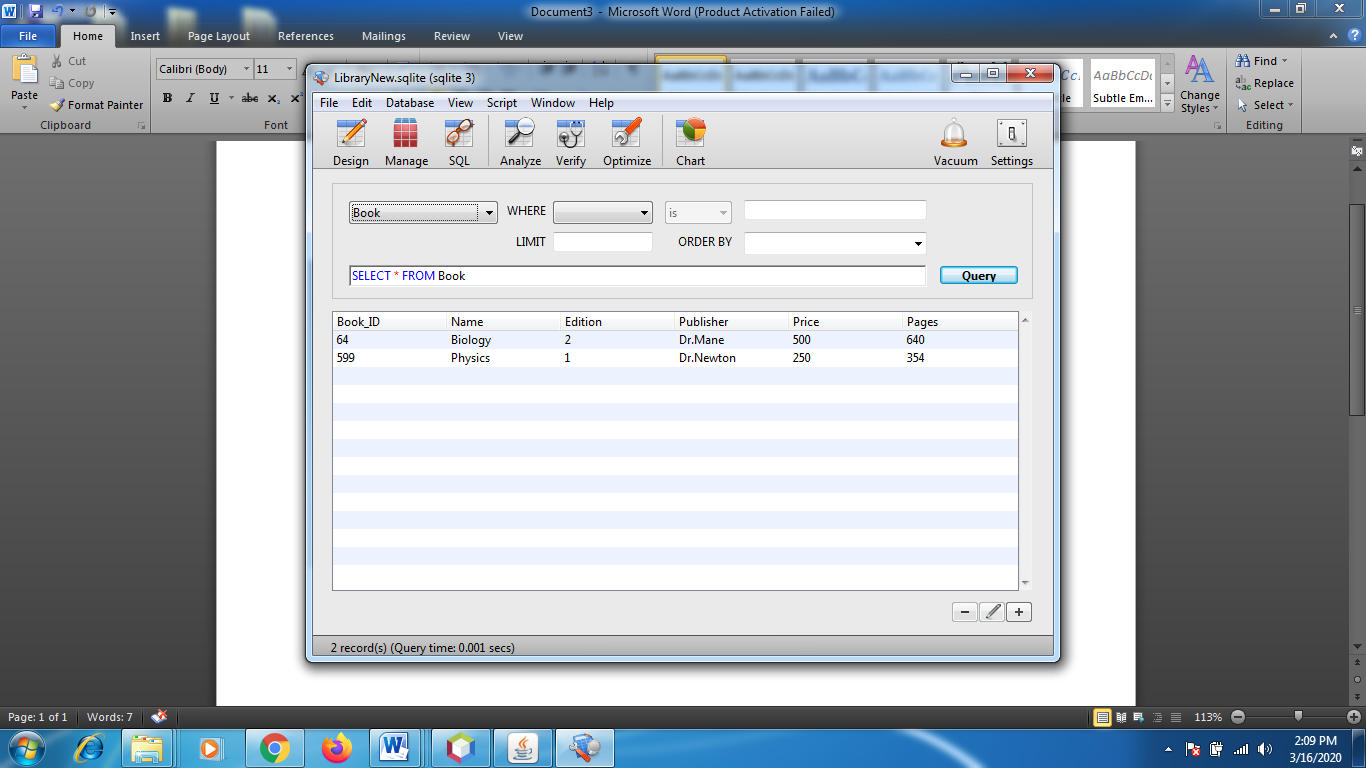 Document3 - Microsoft Word (Product Activation Failed)
File Home Insert Page Layout References Mailings Review View
Paste
Cut
Copy
Format Painter
Clipboard
Calibri (Body) 11
B I U abc x₂ x²
Font
AaBbCcDc
Subtle Em...
Change Styles
Find
Replace
Select
Editing
LibraryNew.sqlite (sqlite 3)
File Edit Database View Script Window Help
Design Manage SQL Analyze Verify Optimize Chart Vacuum Settings
Book WHERE is
LIMIT ORDER BY
SELECT * FROM Book Query
Book_ID Name Edition Publisher Price Pages
64 Biology 2 Dr.Mane 500 640
599 Physics 1 Dr.Newton 250 354
2 record(s) (Query time: 0.001 secs)
Page: 1 of 1 Words: 7 113%
2:09 PM
3/16/2020